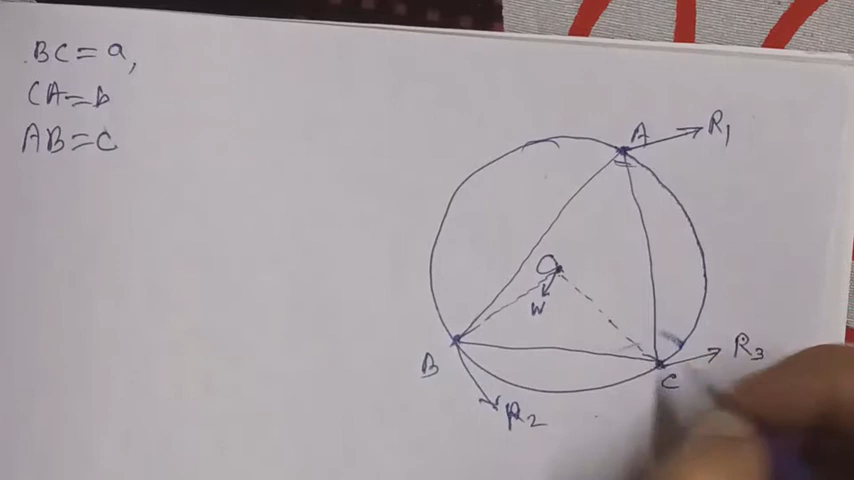 BC = a,
CA = b
AB = C
A
R1
O
W
B
R2
C
R3